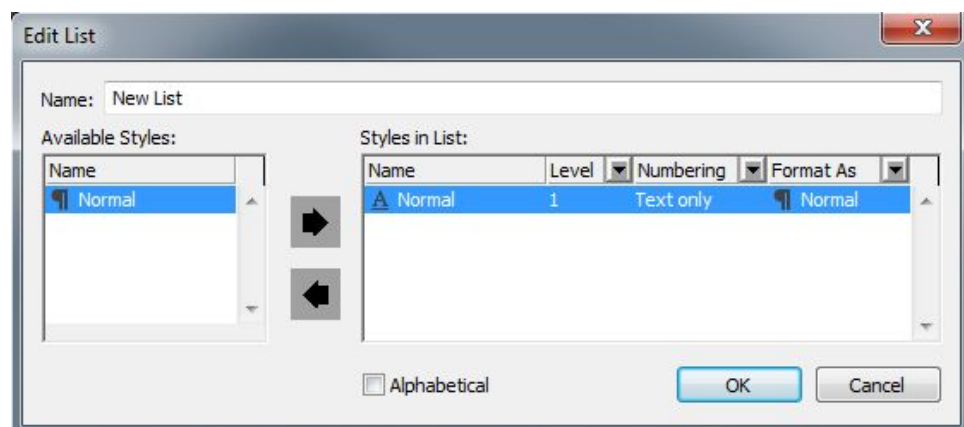 Edit List
Name: New List
Available Styles: Styles in List:
Name Name Level Numbering Format As
¶ Normal A Normal 1 Text only ¶ Normal
Alphabetical OK Cancel